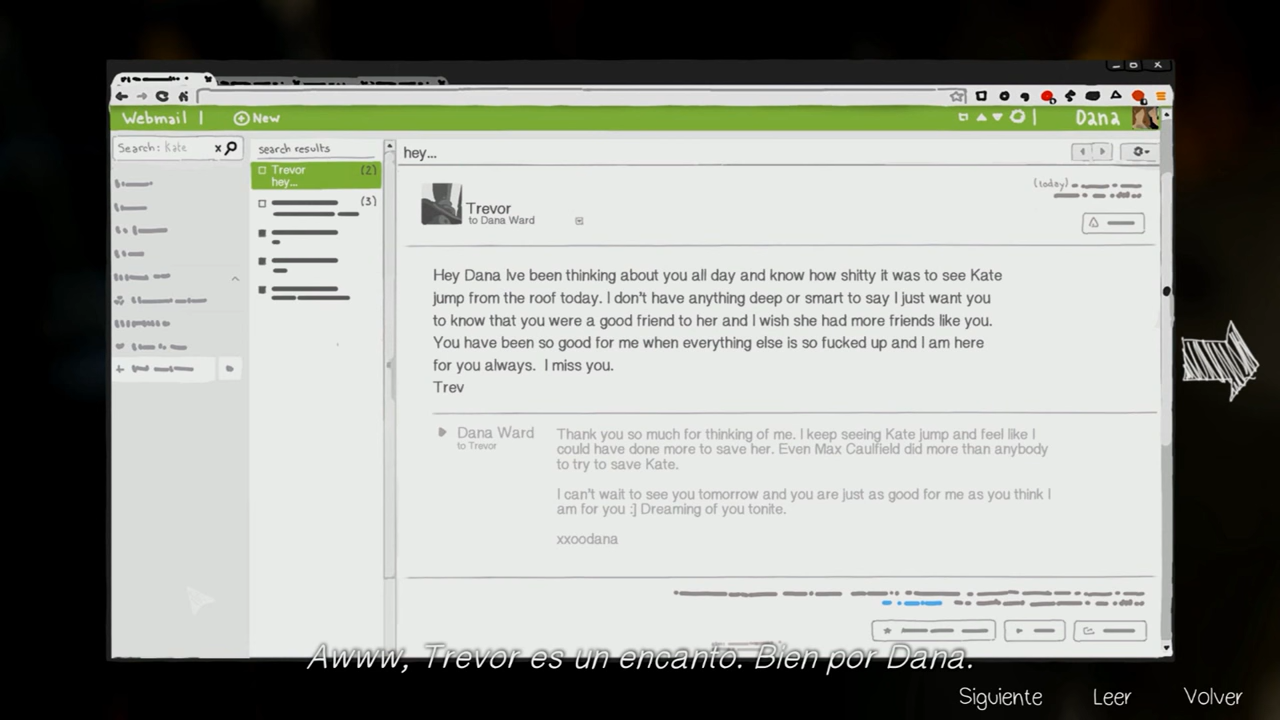 Webmail | New Dana
Search: Kate x search results
hey...
Trevor (2)
hey...
(3)
Trevor
to Dana Ward
(today)
Hey Dana Ive been thinking about you all day and know how shitty it was to see Kate
jump from the roof today. I don't have anything deep or smart to say I just want you
to know that you were a good friend to her and I wish she had more friends like you.
You have been so good for me when everything else is so fucked up and I am here
for you always. I miss you.
Trev
Dana Ward
to Trevor
Thank you so much for thinking of me. I keep seeing Kate jump and feel like I
could have done more to save her. Even Max Caulfield did more than anybody
to try to save Kate.
I can't wait to see you tomorrow and you are just as good for me as you think I
am for you :] Dreaming of you tonite.
xxoodana
Awww, Trevor es un encanto. Bien por Dana.
Siguiente Leer Volver